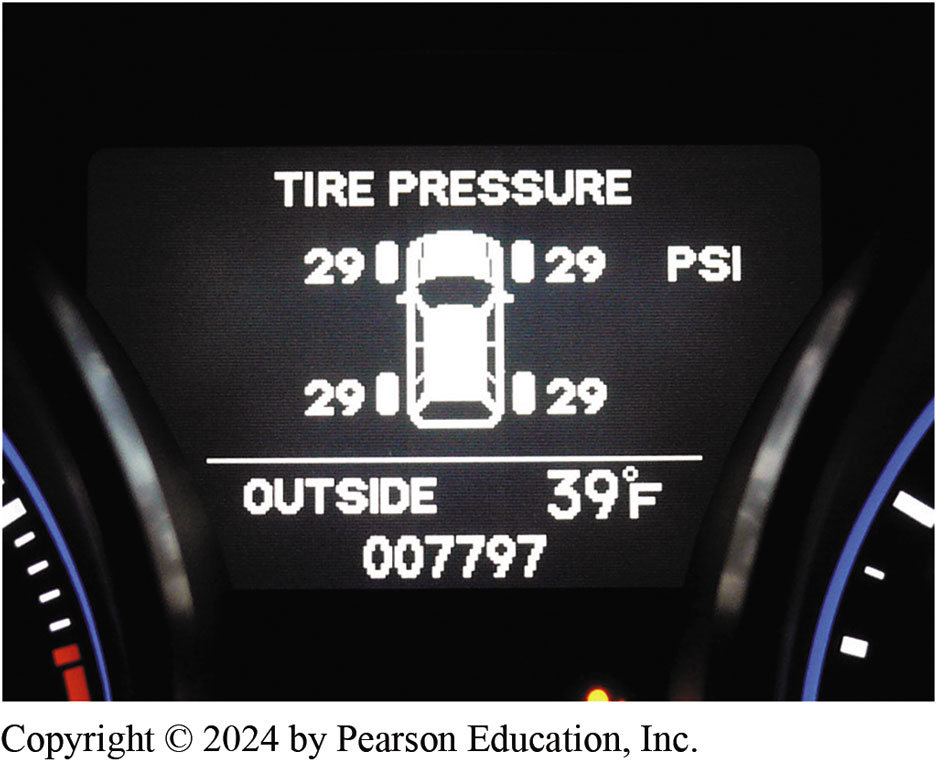 TIRE PRESSURE
29 29 PSI
29 29
OUTSIDE 39°F
007797
Copyright © 2024 by Pearson Education, Inc.